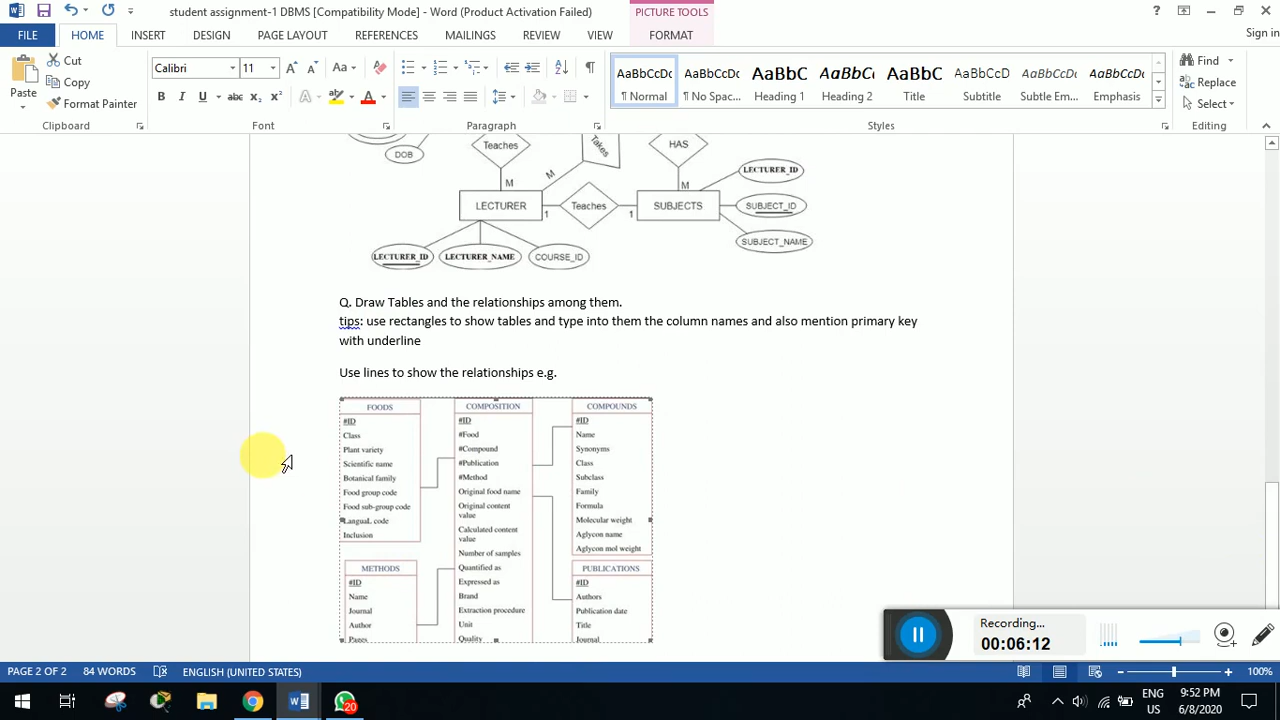 student assignment-1 DBMS [Compatibility Mode] - Word (Product Activation Failed)
PICTURE TOOLS
?
FILE
HOME
INSERT
DESIGN
PAGE LAYOUT
REFERENCES
MAILINGS
REVIEW
VIEW
FORMAT
Sign in
Paste
Cut
Copy
Format Painter
Clipboard
Calibri
11
Aa
B I U abc x₂ x²
A
Font
Paragraph
AaBbCcDc
¶ Normal
AaBbCcDc
¶ No Spac...
AaBbC
Heading 1
AaBbCc
Heading 2
AaBbC
Title
AaBbCcD
Subtitle
AaBbCcDc
Subtle Em...
AaBbCcDc
Emphasis
Styles
Find
Replace
Select
Editing
DOB
Teaches
Takes
HAS
M
M
M
LECTURER
1
Teaches
1
SUBJECTS
LECTURER_ID
SUBJECT_ID
SUBJECT_NAME
LECTURER_ID
LECTURER_NAME
COURSE_ID
Q. Draw Tables and the relationships among them.
tips: use rectangles to show tables and type into them the column names and also mention primary key
with underline
Use lines to show the relationships e.g.
FOODS
#ID
Class
Plant variety
Scientific name
Botanical family
Food group code
Food sub-group code
LanguaL code
Inclusion
METHODS
#ID
Name
Journal
Author
Pages
COMPOSITION
#ID
#Food
#Compound
#Publication
#Method
Original food name
Original content
value
Calculated content
value
Number of samples
Quantified as
Expressed as
Brand
Extraction procedure
Unit
Quality
COMPOUNDS
#ID
Name
Synonyms
Class
Subclass
Family
Formula
Molecular weight
Aglycon name
Aglycon mol weight
PUBLICATIONS
#ID
Authors
Publication date
Title
Journal
Recording...
00:06:12
PAGE 2 OF 2
84 WORDS
ENGLISH (UNITED STATES)
100%
20
ENG
US
9:52 PM
6/8/2020